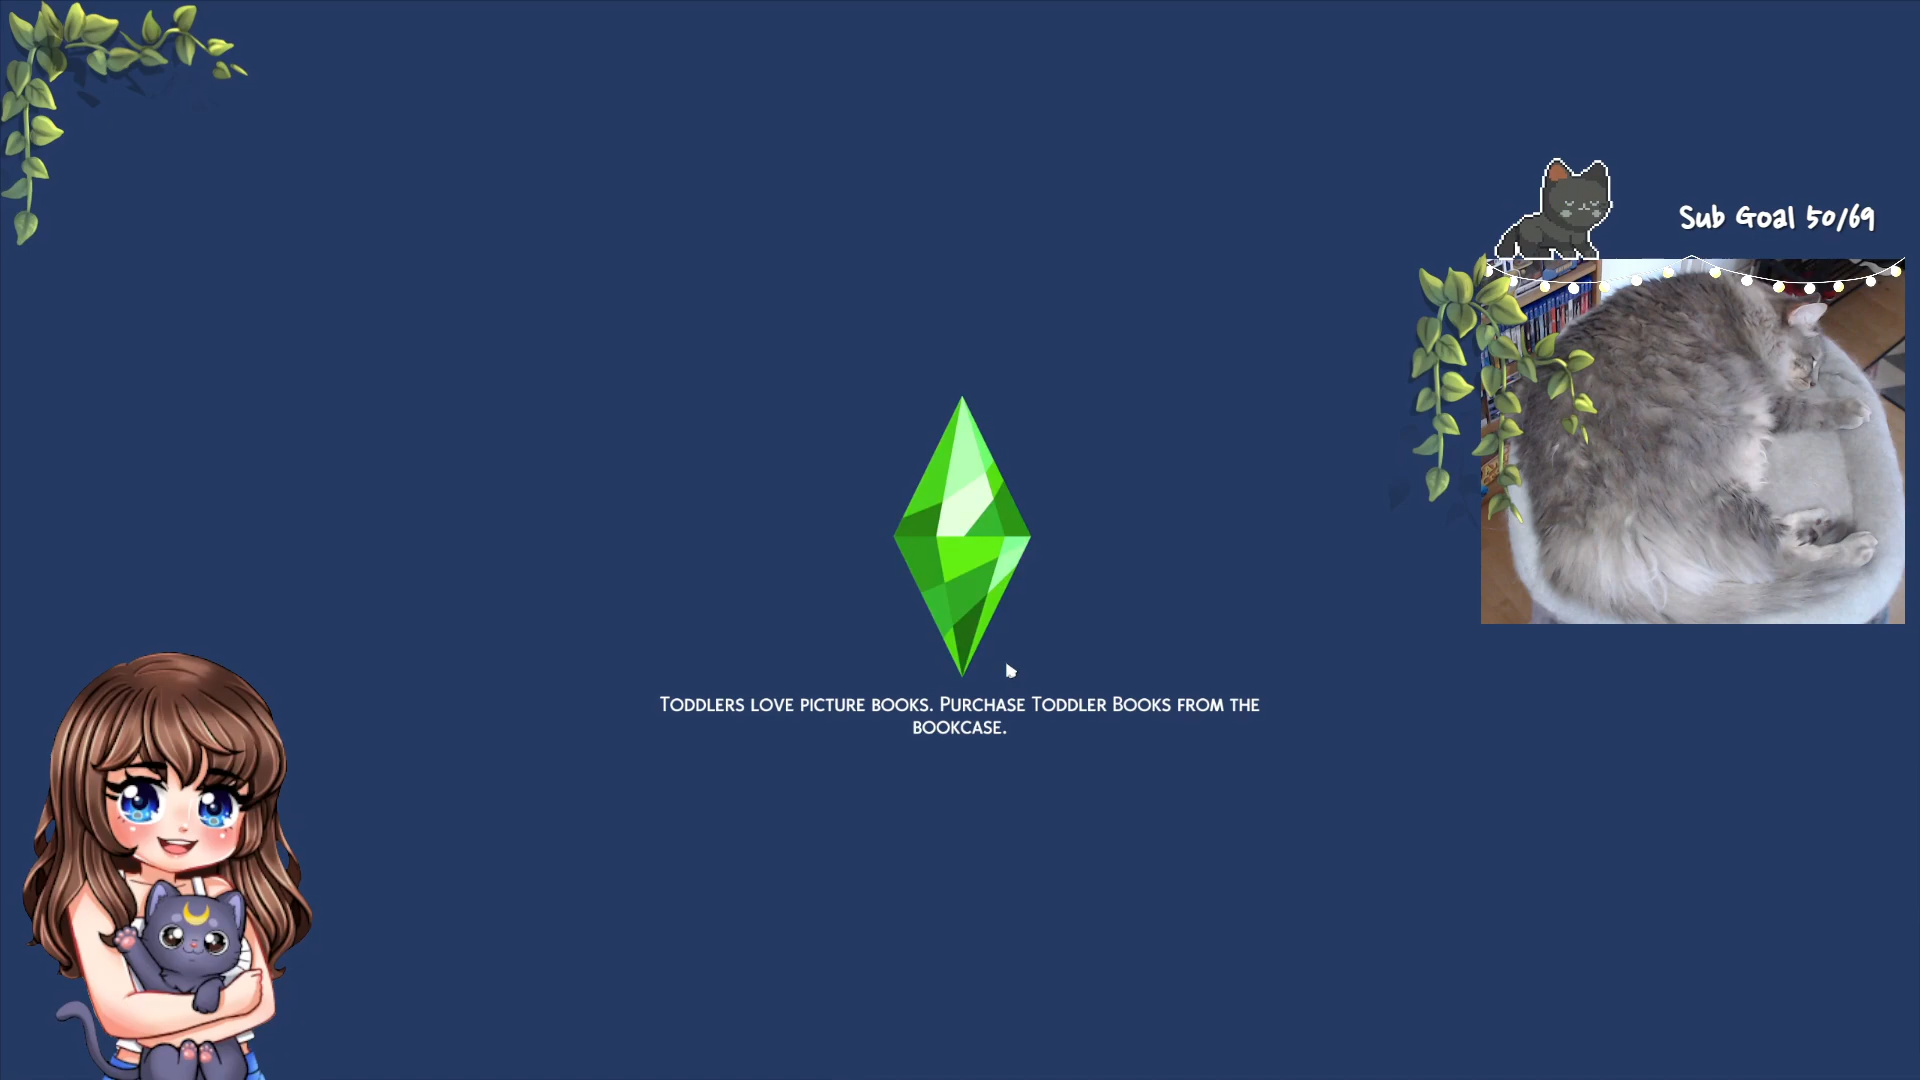 Sub Goal 50/69
Toddlers love picture books. Purchase Toddler Books from the
bookcase.